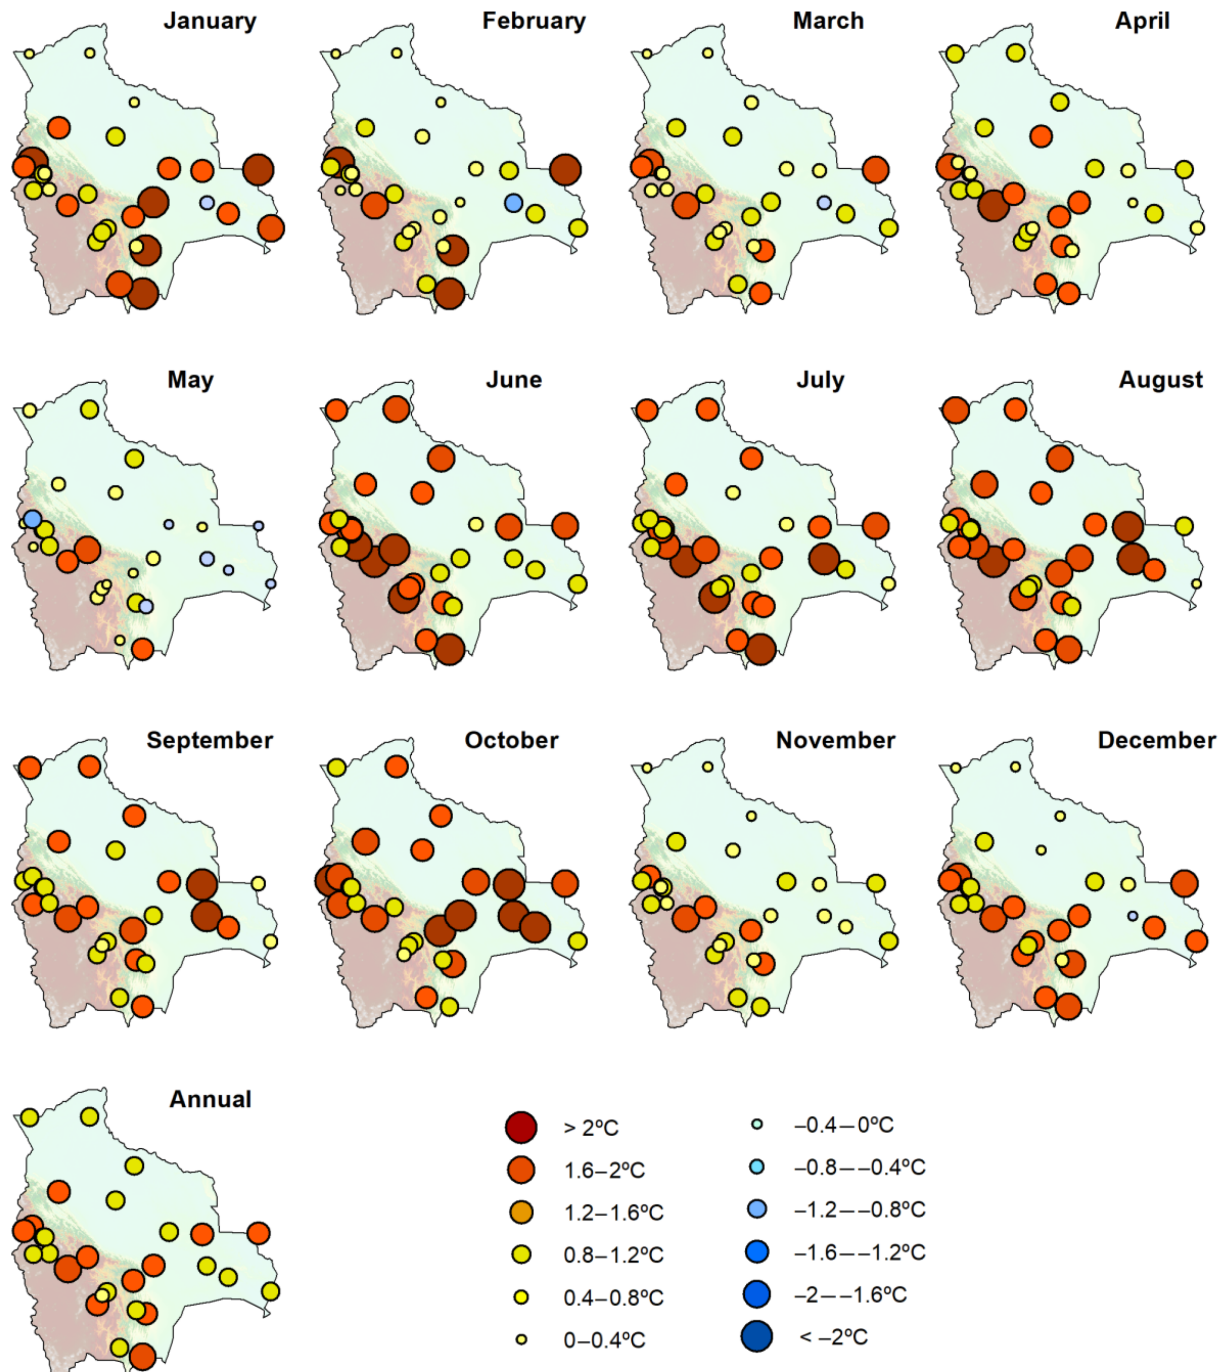 January
February
March
April
May
June
July
August
September
October
November
December
Annual
> 2ºC
1.6–2ºC
1.2–1.6ºC
0.8–1.2ºC
0.4–0.8ºC
0–0.4ºC
–0.4–0ºC
–0.8––0.4ºC
–1.2––0.8ºC
–1.6––1.2ºC
–2––1.6ºC
< –2ºC